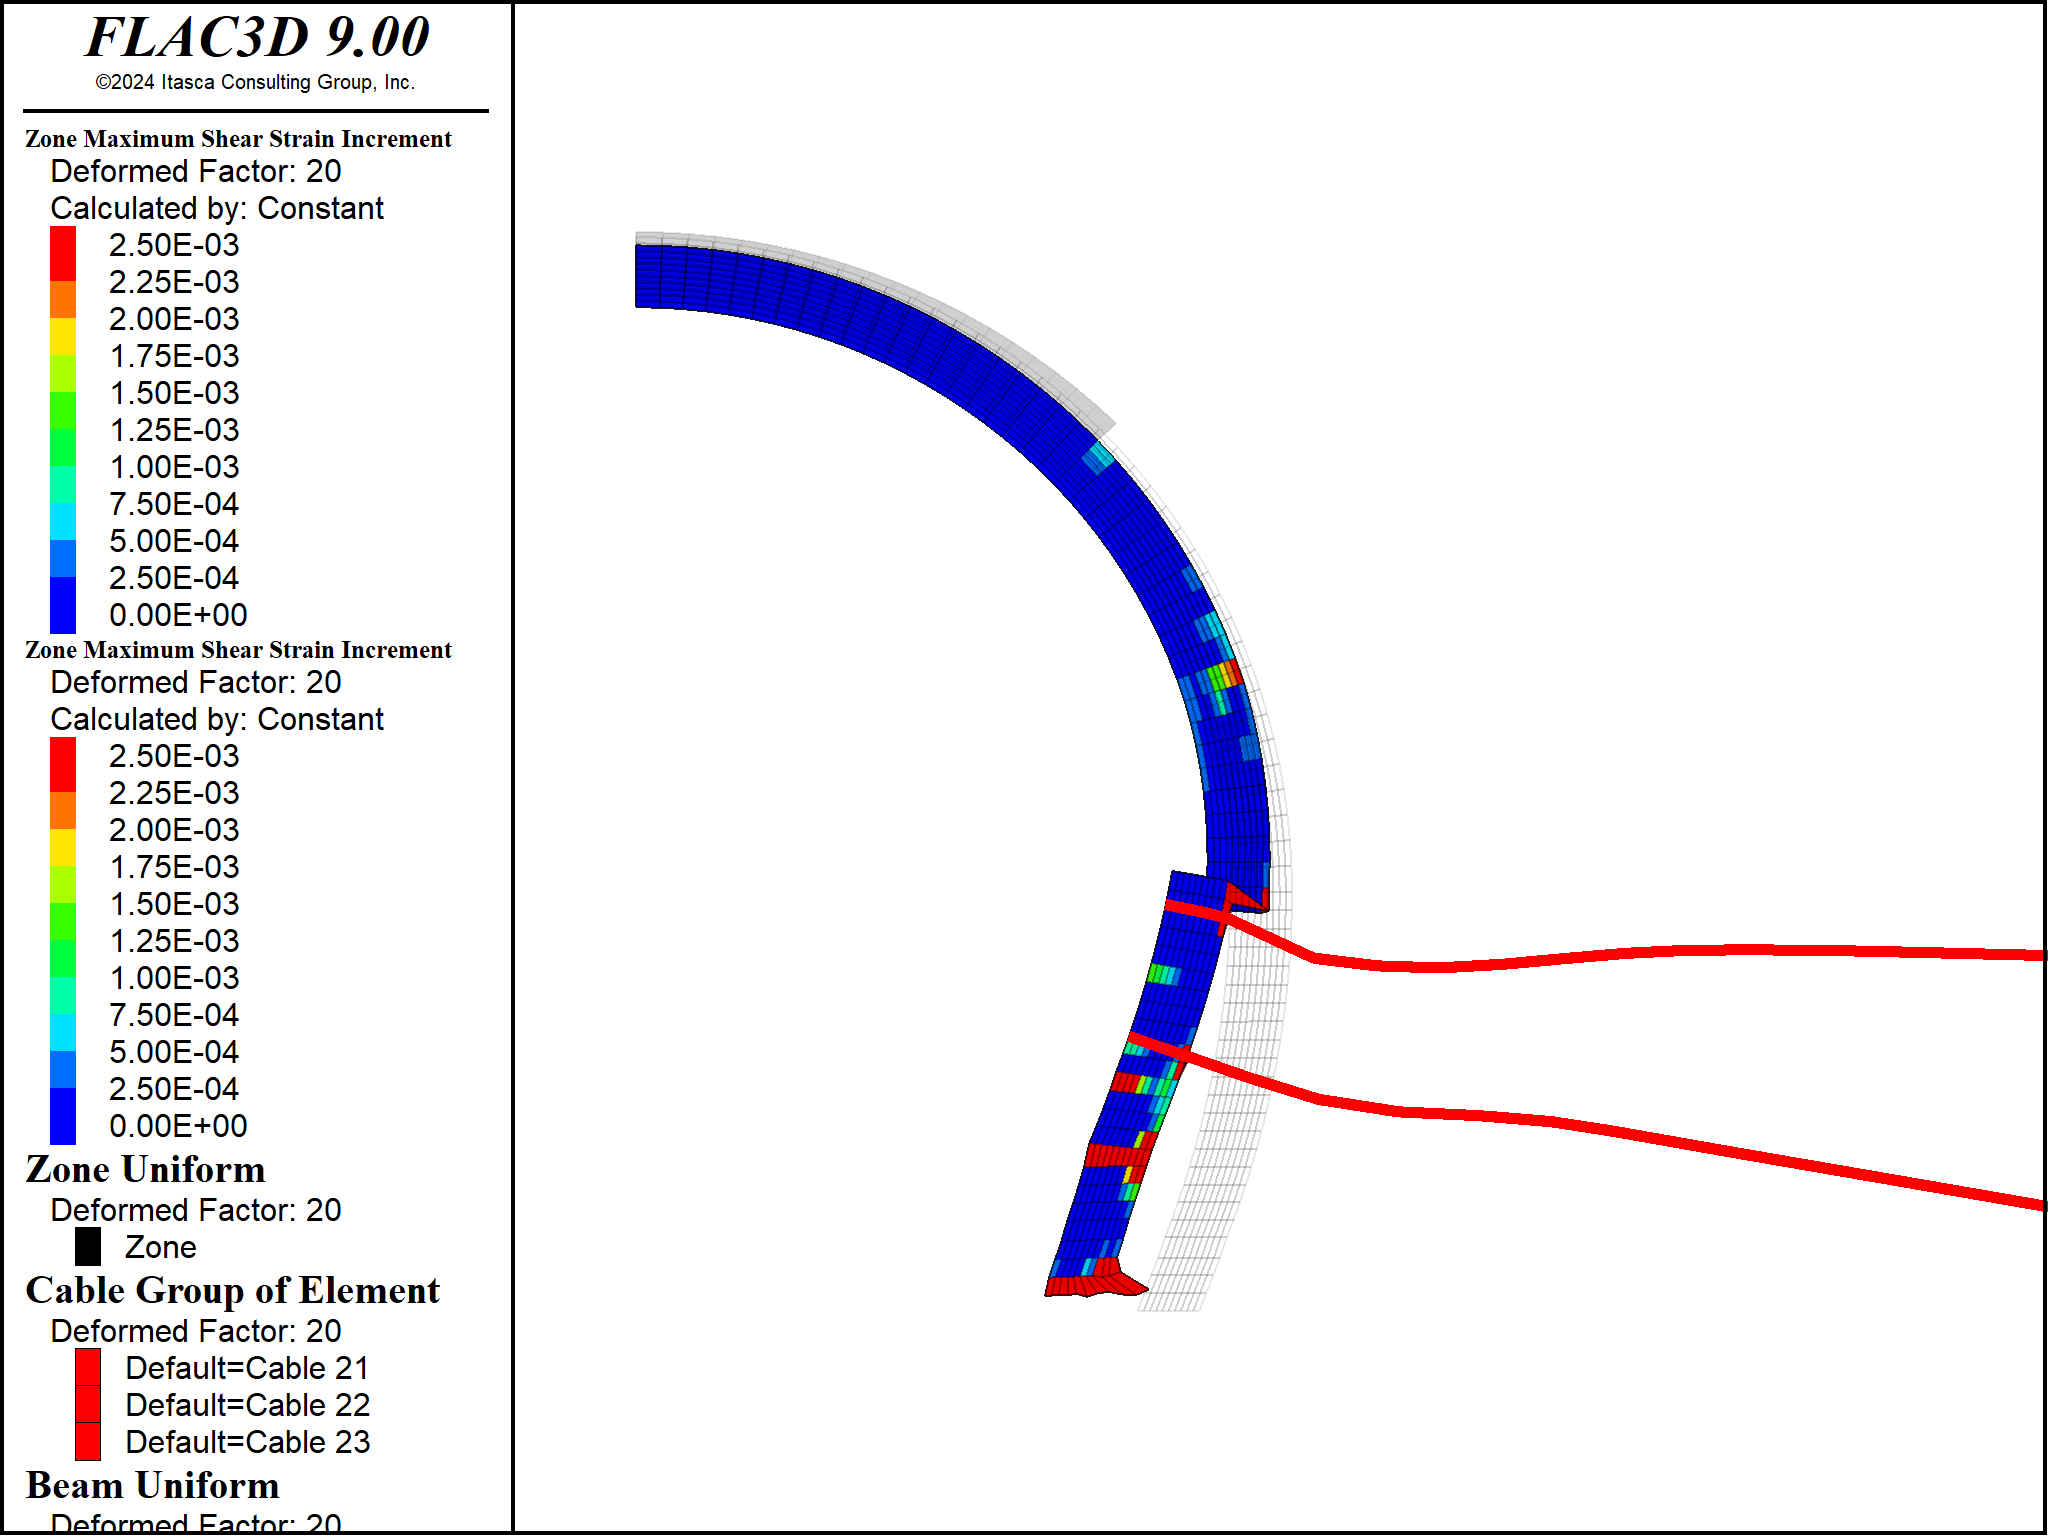 FLAC3D 9.00
©2024 Itasca Consulting Group, Inc.
Zone Maximum Shear Strain Increment
Deformed Factor: 20
Calculated by: Constant
2.50E-03
2.25E-03
2.00E-03
1.75E-03
1.50E-03
1.25E-03
1.00E-03
7.50E-04
5.00E-04
2.50E-04
0.00E+00
Zone Maximum Shear Strain Increment
Deformed Factor: 20
Calculated by: Constant
2.50E-03
2.25E-03
2.00E-03
1.75E-03
1.50E-03
1.25E-03
1.00E-03
7.50E-04
5.00E-04
2.50E-04
0.00E+00
Zone Uniform
Deformed Factor: 20
Zone
Cable Group of Element
Deformed Factor: 20
Default=Cable 21
Default=Cable 22
Default=Cable 23
Beam Uniform
Deformed Factor: 20